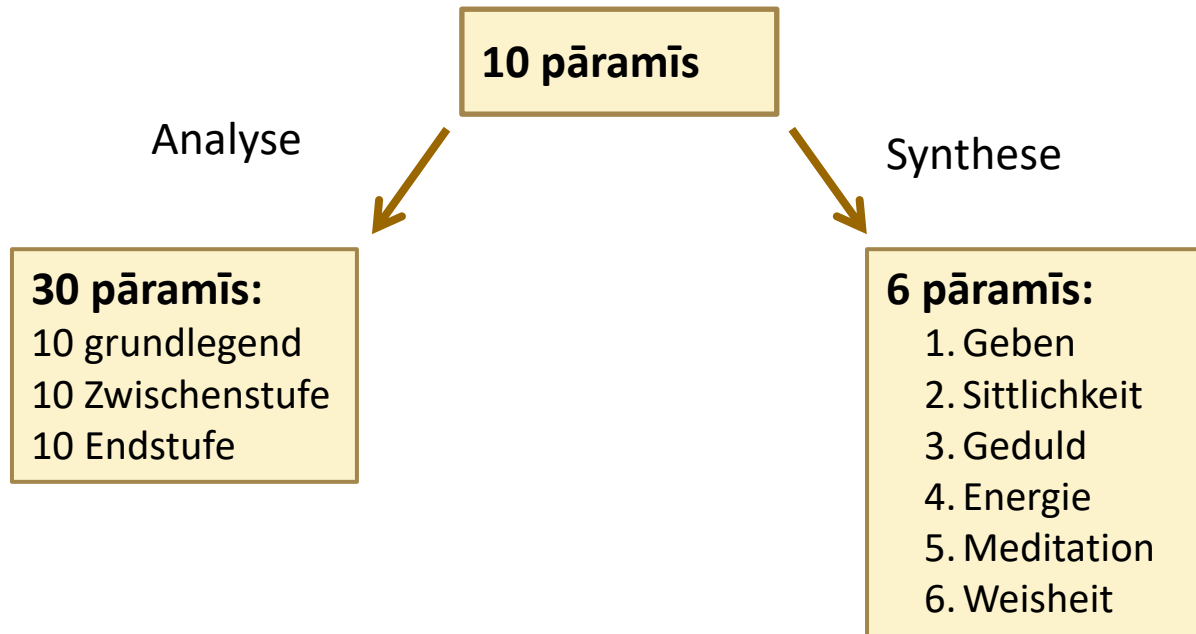 10 pāramīs
Analyse
Synthese
30 pāramīs:
10 grundlegend
10 Zwischenstufe
10 Endstufe
6 pāramīs:
1. Geben
2. Sittlichkeit
3. Geduld
4. Energie
5. Meditation
6. Weisheit